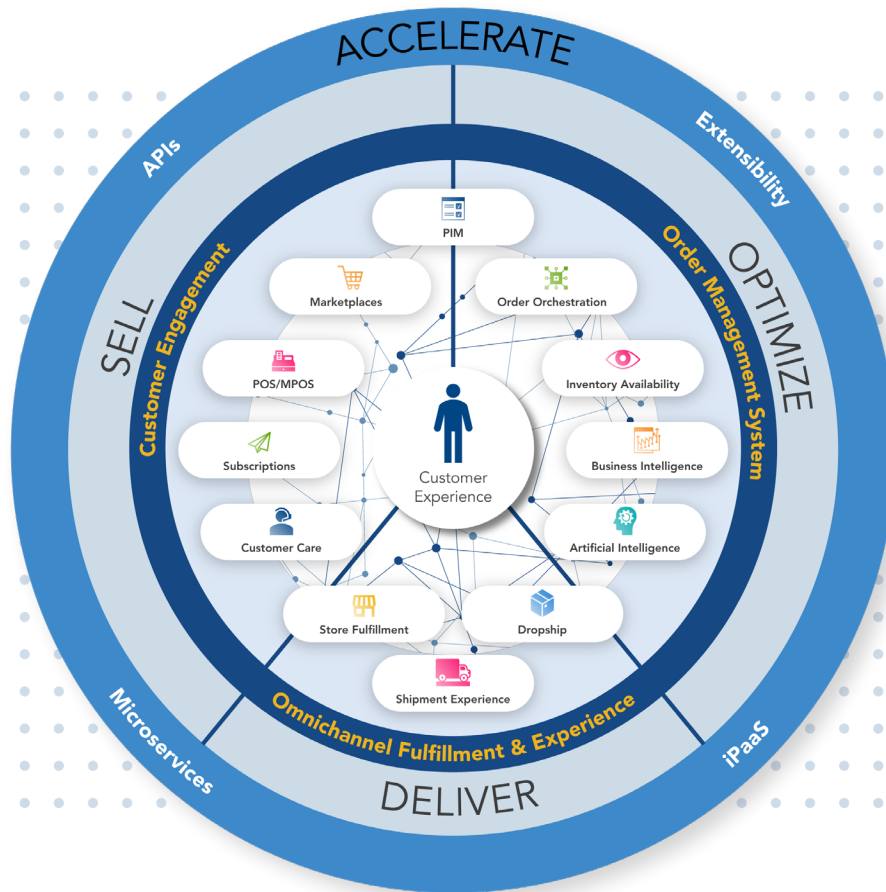 ACCELERATE
APIs
Extensibility
SELL
Customer Engagement
Order Management System
OPTIMIZE
PIM
Marketplaces
Order Orchestration
POS/MPOS
Inventory Availability
Subscriptions
Customer
Experience
Business Intelligence
Customer Care
Artificial Intelligence
Store Fulfillment
Dropship
Shipment Experience
Omnichannel Fulfillment & Experience
Microservices
iPaaS
DELIVER